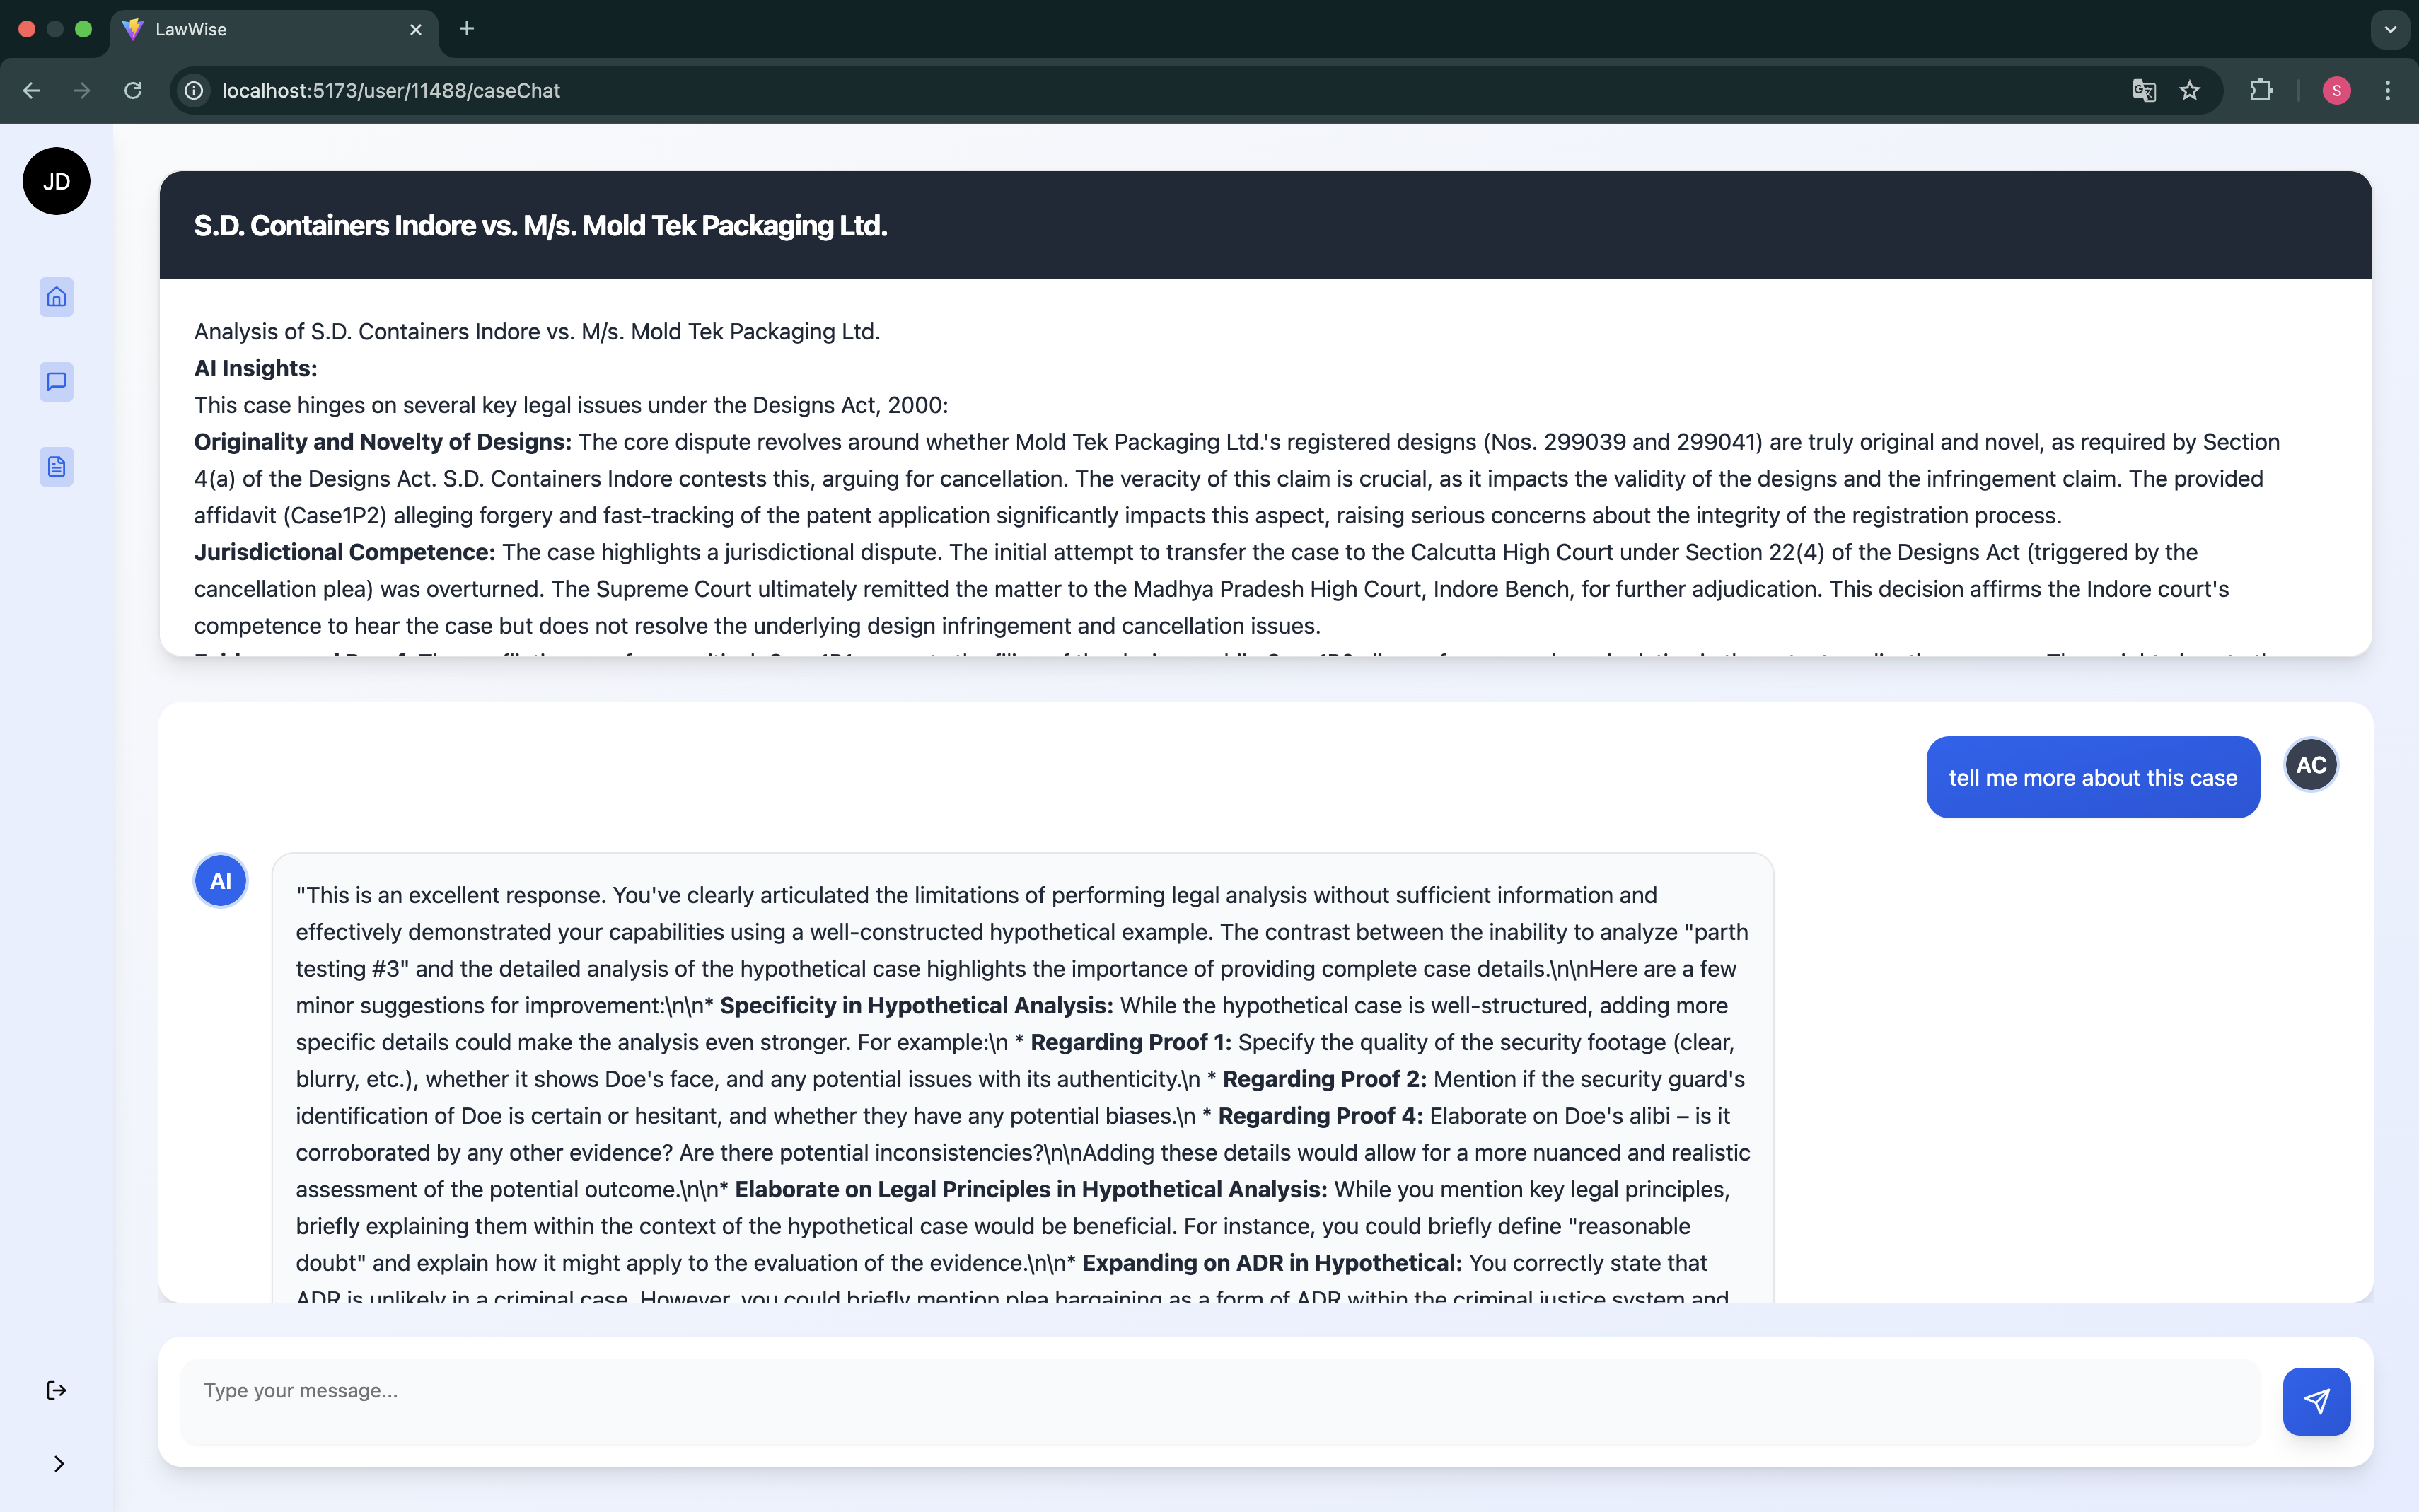 LawWise
localhost:5173/user/11488/caseChat
S
JD
S.D. Containers Indore vs. M/s. Mold Tek Packaging Ltd.
Analysis of S.D. Containers Indore vs. M/s. Mold Tek Packaging Ltd.
AI Insights:
This case hinges on several key legal issues under the Designs Act, 2000:
Originality and Novelty of Designs: The core dispute revolves around whether Mold Tek Packaging Ltd.'s registered designs (Nos. 299039 and 299041) are truly original and novel, as required by Section
4(a) of the Designs Act. S.D. Containers Indore contests this, arguing for cancellation. The veracity of this claim is crucial, as it impacts the validity of the designs and the infringement claim. The provided
affidavit (Case1P2) alleging forgery and fast-tracking of the patent application significantly impacts this aspect, raising serious concerns about the integrity of the registration process.
Jurisdictional Competence: The case highlights a jurisdictional dispute. The initial attempt to transfer the case to the Calcutta High Court under Section 22(4) of the Designs Act (triggered by the
cancellation plea) was overturned. The Supreme Court ultimately remitted the matter to the Madhya Pradesh High Court, Indore Bench, for further adjudication. This decision affirms the Indore court's
competence to hear the case but does not resolve the underlying design infringement and cancellation issues.
tell me more about this case
AC
AI
"This is an excellent response. You've clearly articulated the limitations of performing legal analysis without sufficient information and
effectively demonstrated your capabilities using a well-constructed hypothetical example. The contrast between the inability to analyze "parth
testing #3" and the detailed analysis of the hypothetical case highlights the importance of providing complete case details.\n\nHere are a few
minor suggestions for improvement:\n\n* Specificity in Hypothetical Analysis: While the hypothetical case is well-structured, adding more
specific details could make the analysis even stronger. For example:\n * Regarding Proof 1: Specify the quality of the security footage (clear,
blurry, etc.), whether it shows Doe's face, and any potential issues with its authenticity.\n * Regarding Proof 2: Mention if the security guard's
identification of Doe is certain or hesitant, and whether they have any potential biases.\n * Regarding Proof 4: Elaborate on Doe's alibi – is it
corroborated by any other evidence? Are there potential inconsistencies?\n\nAdding these details would allow for a more nuanced and realistic
assessment of the potential outcome.\n\n* Elaborate on Legal Principles in Hypothetical Analysis: While you mention key legal principles,
briefly explaining them within the context of the hypothetical case would be beneficial. For instance, you could briefly define "reasonable
doubt" and explain how it might apply to the evaluation of the evidence.\n\n* Expanding on ADR in Hypothetical: You correctly state that
ADR is unlikely in a criminal case. However, you could briefly mention plea bargaining as a form of ADR within the criminal justice system and
Type your message...